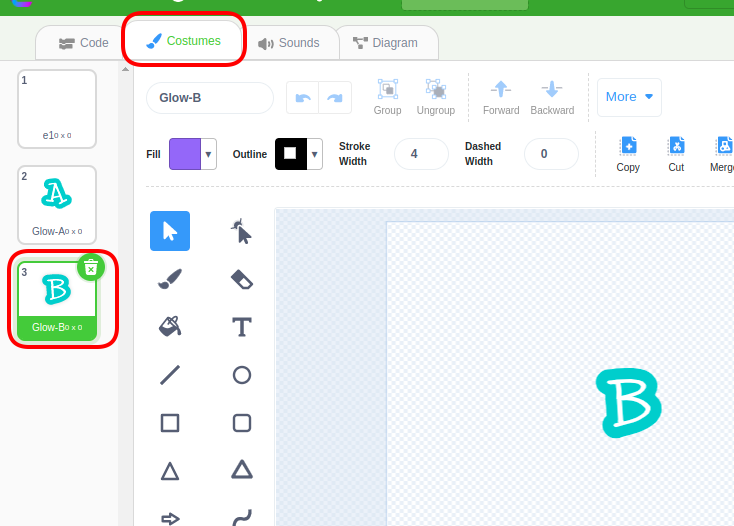 Code
Costumes
Sounds
Diagram
1
e1 0 x 0
2
A
Glow-A 0 x 0
3
B
Glow-B 0 x 0
Glow-B
Group
Ungroup
Forward
Backward
More
Fill
Outline
Stroke Width
4
Dashed Width
0
Copy
Cut
Merge
T
B